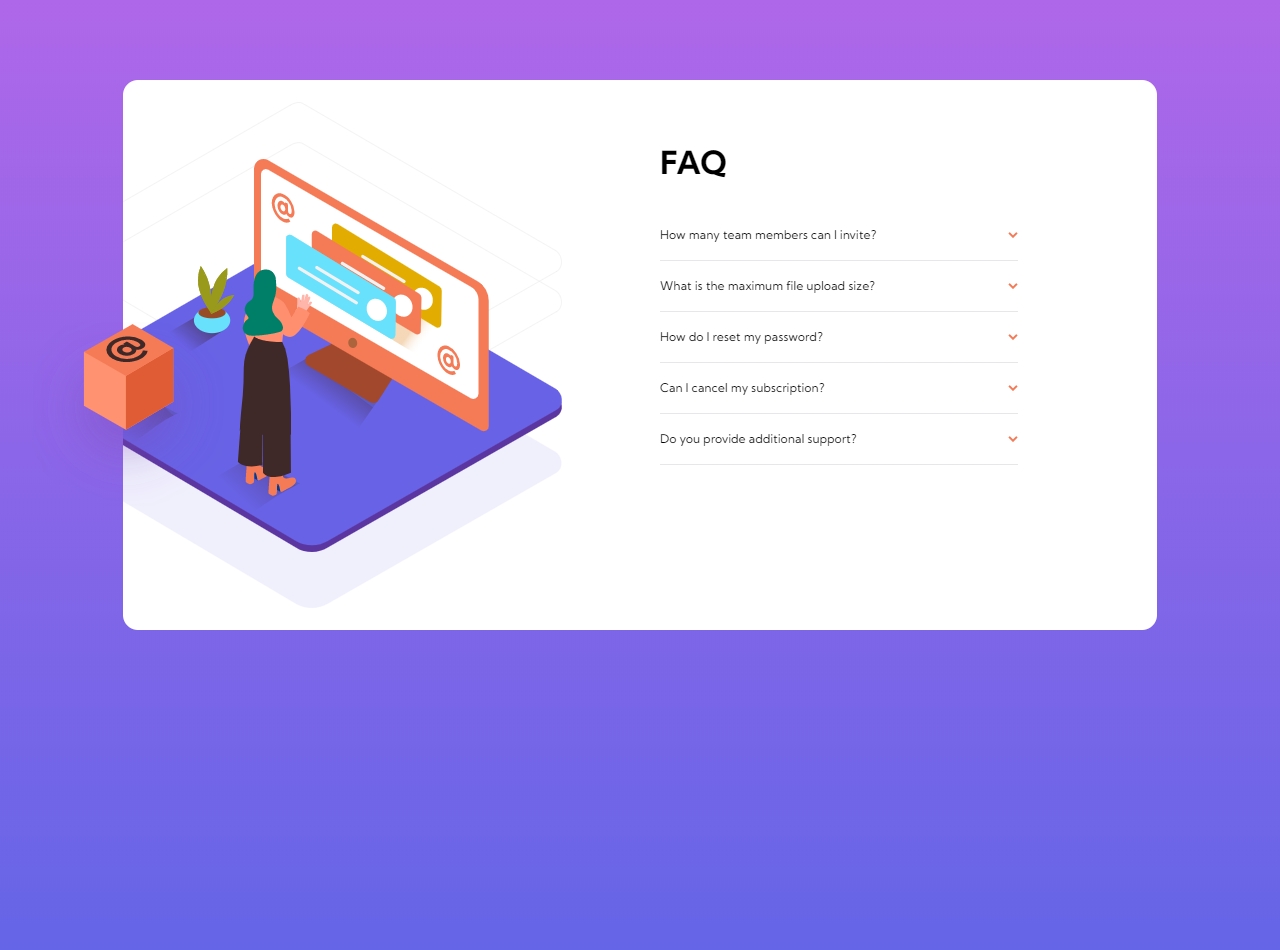 FAQ
How many team members can I invite?
What is the maximum file upload size?
How do I reset my password?
Can I cancel my subscription?
Do you provide additional support?
@
@
@